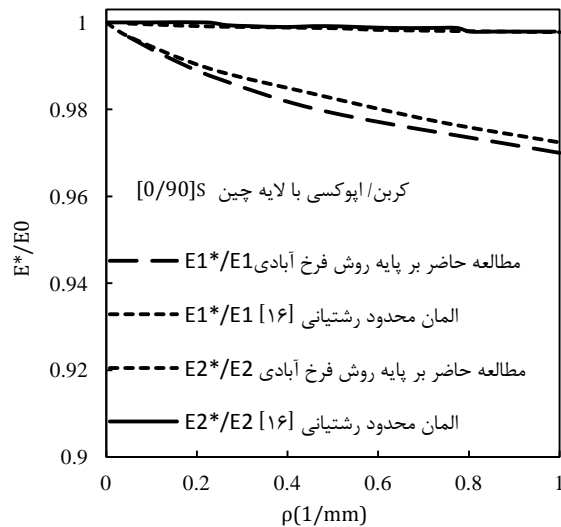 1
0.98
0.96
0.94
0.92
0.9
E*/E0
کربن/ اپوکسی با لایه چین [0/90]S
مطالعه حاضر بر پایه روش فرخ آبادی E1*/E1
المان محدود رشتیانی [۱۶] E1*/E1
مطالعه حاضر بر پایه روش فرخ آبادی E2*/E2
المان محدود رشتیانی [۱۶] E2*/E2
0 0.2 0.4 0.6 0.8 1
ρ(1/mm)